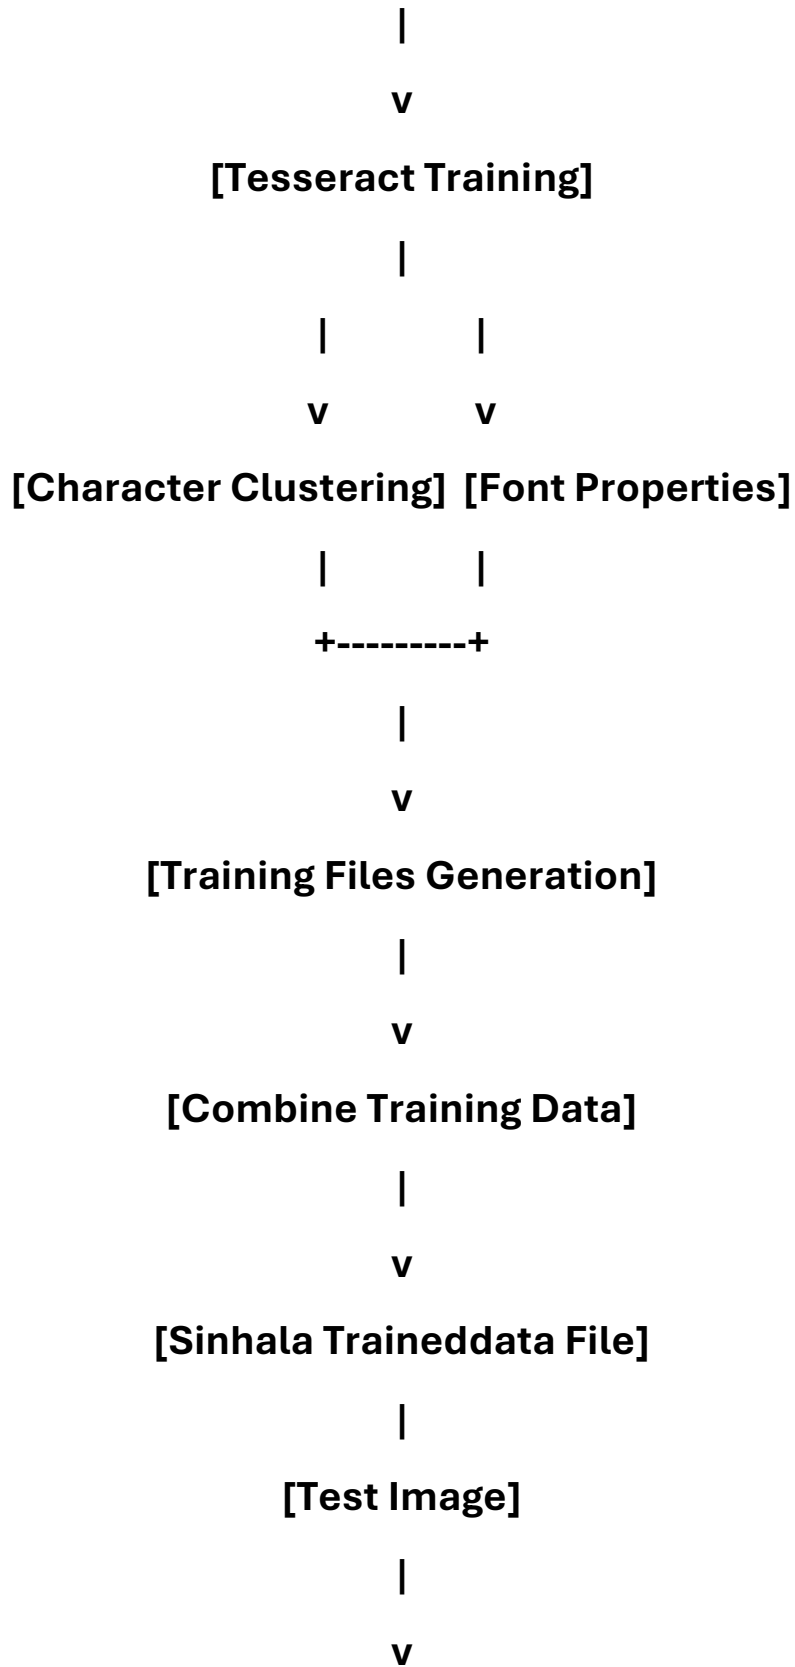 |
v
[Tesseract Training]
|
| |
v v
[Character Clustering] [Font Properties]
| |
+---------+
|
v
[Training Files Generation]
|
v
[Combine Training Data]
|
v
[Sinhala Traineddata File]
|
[Test Image]
|
v